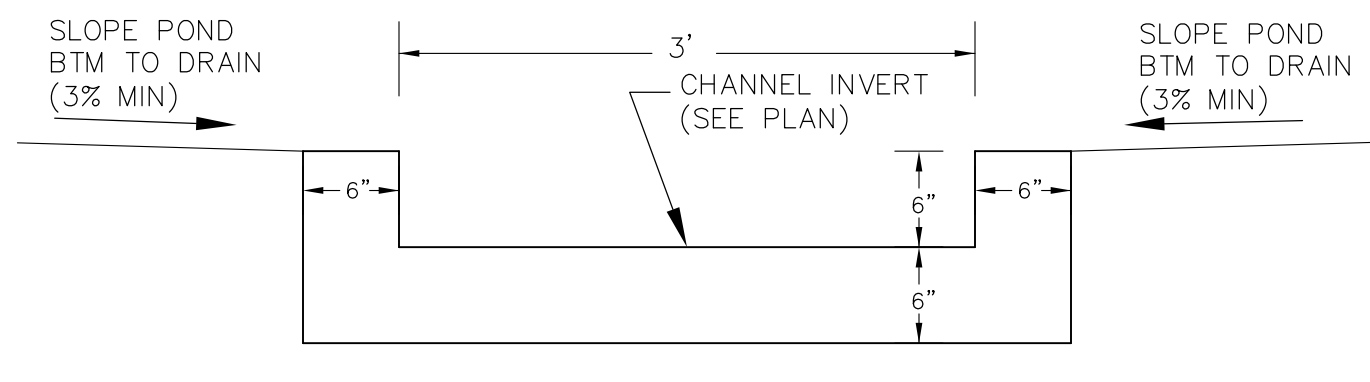 SLOPE POND
BTM TO DRAIN
(3% MIN)
3'
CHANNEL INVERT
(SEE PLAN)
SLOPE POND
BTM TO DRAIN
(3% MIN)
6"
6"
6"
6"